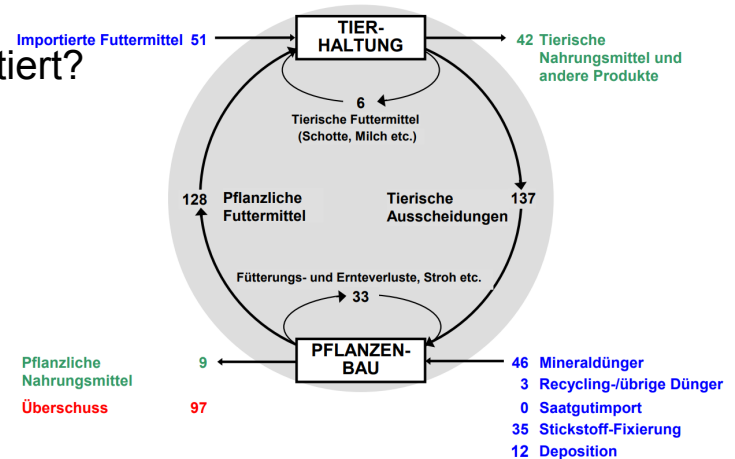 tiert?
Importierte Futtermittel 51
TIER-
HALTUNG
42 Tierische
Nahrungsmittel und
andere Produkte
6
Tierische Futtermittel
(Schotte, Milch etc.)
128 Pflanzliche
Futtermittel
Tierische 137
Ausscheidungen
Fütterungs- und Ernteverluste, Stroh etc.
33
PFLANZEN-
BAU
Pflanzliche 9
Nahrungsmittel
Überschuss 97
46 Mineraldünger
3 Recycling-/übrige Dünger
0 Saatgutimport
35 Stickstoff-Fixierung
12 Deposition